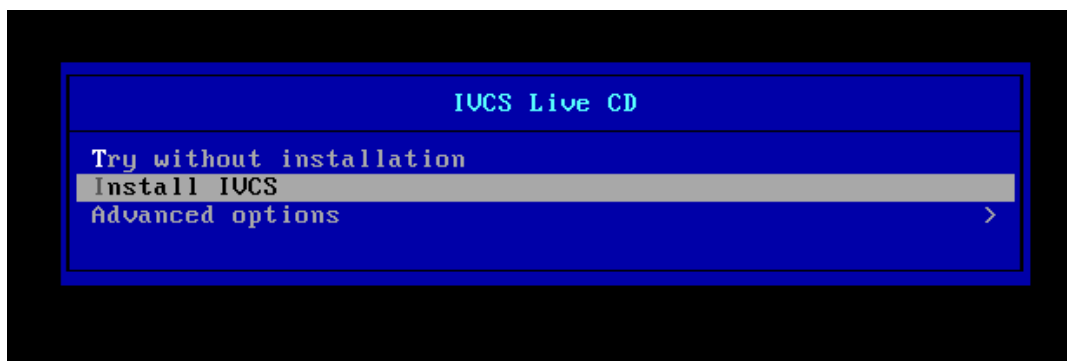 IVCS Live CD
Try without installation
Install IVCS
Advanced options >